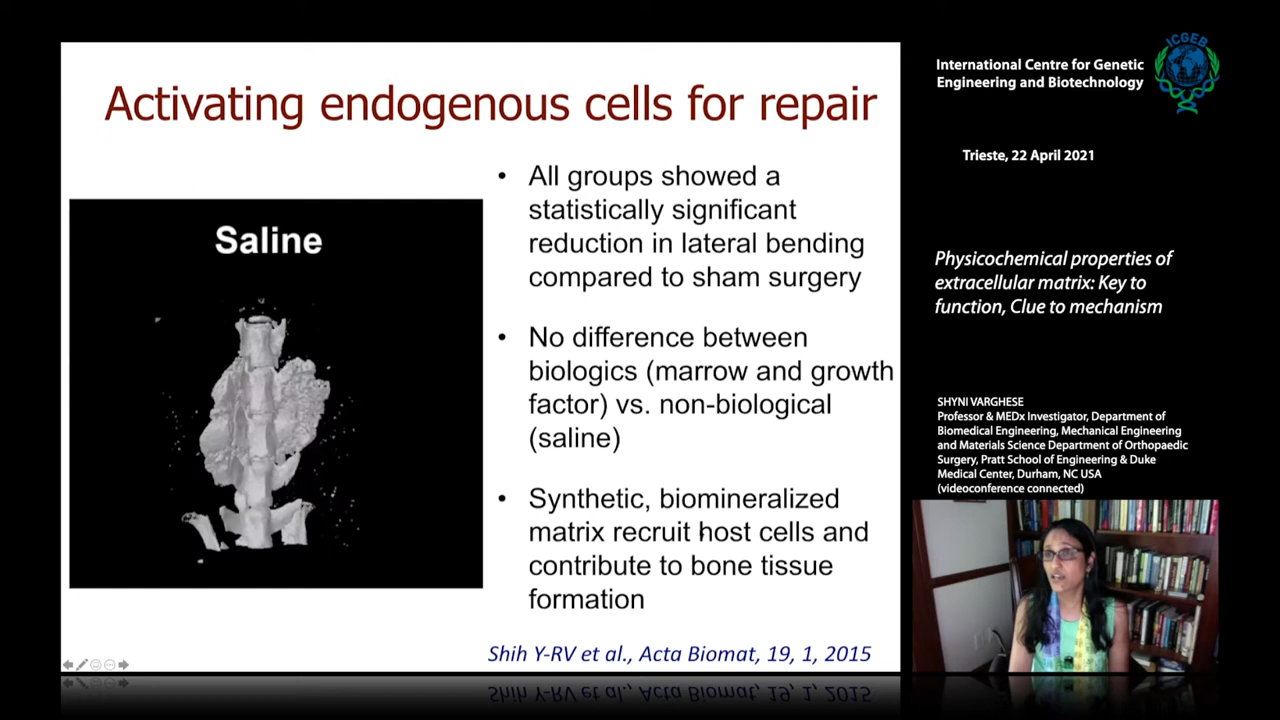 Activating endogenous cells for repair
Saline
• All groups showed a
statistically significant
reduction in lateral bending
compared to sham surgery
• No difference between
biologics (marrow and growth
factor) vs. non-biological
(saline)
• Synthetic, biomineralized
matrix recruit host cells and
contribute to bone tissue
formation
Shih Y-RV et al., Acta Biomat, 19, 1, 2015
International Centre for Genetic
Engineering and Biotechnology
ICGEB
Trieste, 22 April 2021
Physicochemical properties of
extracellular matrix: Key to
function, Clue to mechanism
SHYNI VARGHESE
Professor & MEDx Investigator, Department of
Biomedical Engineering, Mechanical Engineering
and Materials Science Department of Orthopaedic
Surgery, Pratt School of Engineering & Duke
Medical Center, Durham, NC USA
(videoconference connected)